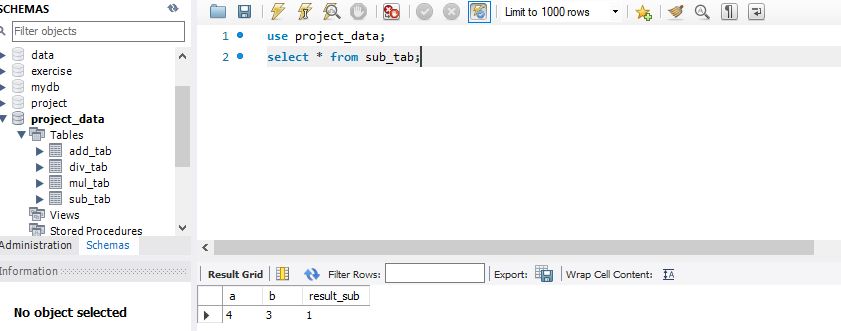 SCHEMAS
Filter objects
data
exercise
mydb
project
project_data
Tables
add_tab
div_tab
mul_tab
sub_tab
Views
Stored Procedures
Administration Schemas
Information
No object selected
Limit to 1000 rows
1 use project_data;
2 select * from sub_tab;
Result Grid Filter Rows: Export: Wrap Cell Content: IA
a b result_sub
4 3 1